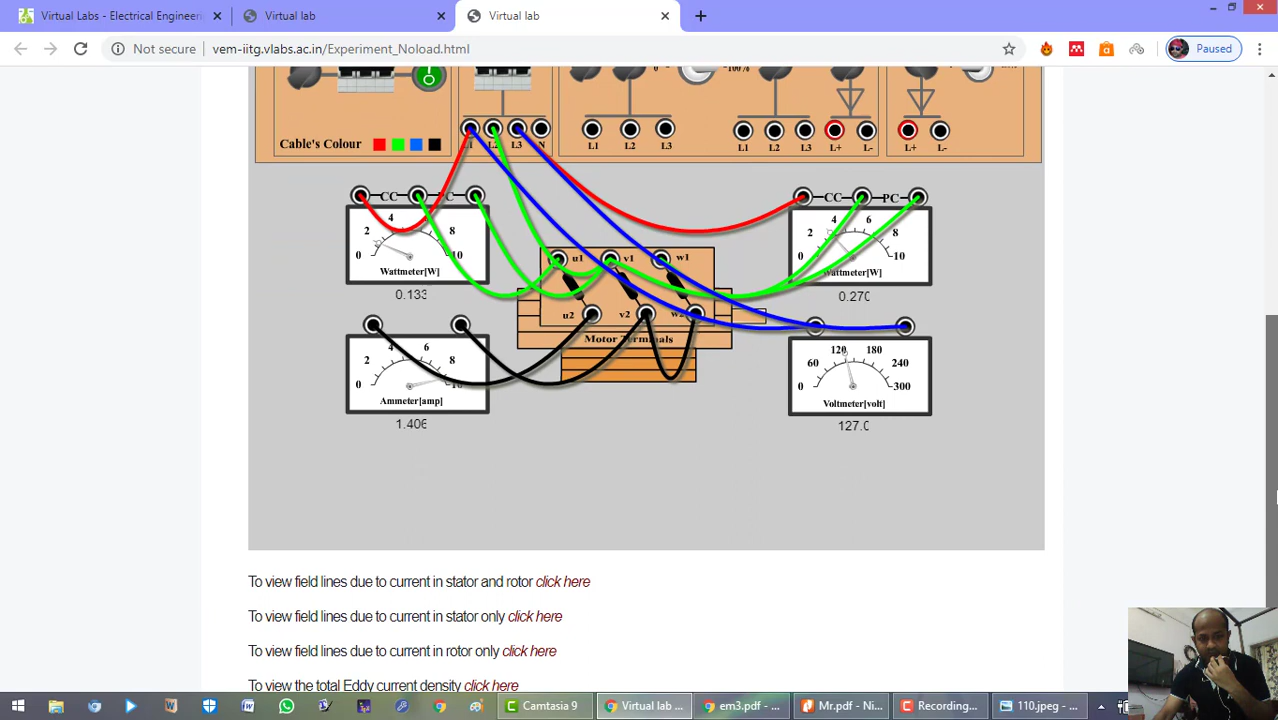 Virtual Labs - Electrical Engineerin
Virtual lab
Virtual lab
Not secure
vem-iitg.vlabs.ac.in/Experiment_Noload.html
Paused
0
-100%
Cable's Colour
L1 L2 L3 N
L1 L2 L3
L1 L2 L3 L+ L-
L+ L-
CC PC
CC PC
0 2 4 8 10
Wattmeter[W]
0.133
0 2 4 6 8 10
Wattmeter[W]
0.270
u1 v1 w1
u2 v2 w2
Motor Terminals
0 2 4 6 8 10
Ammeter[amp]
1.406
0 60 120 180 240 300
Voltmeter[volt]
127.0
To view field lines due to current in stator and rotor click here
To view field lines due to current in stator only click here
To view field lines due to current in rotor only click here
To view the total Eddy current density click here
Camtasia 9
Virtual lab ...
em3.pdf - ...
Mr.pdf - Ni...
Recording...
110.jpeg - ...